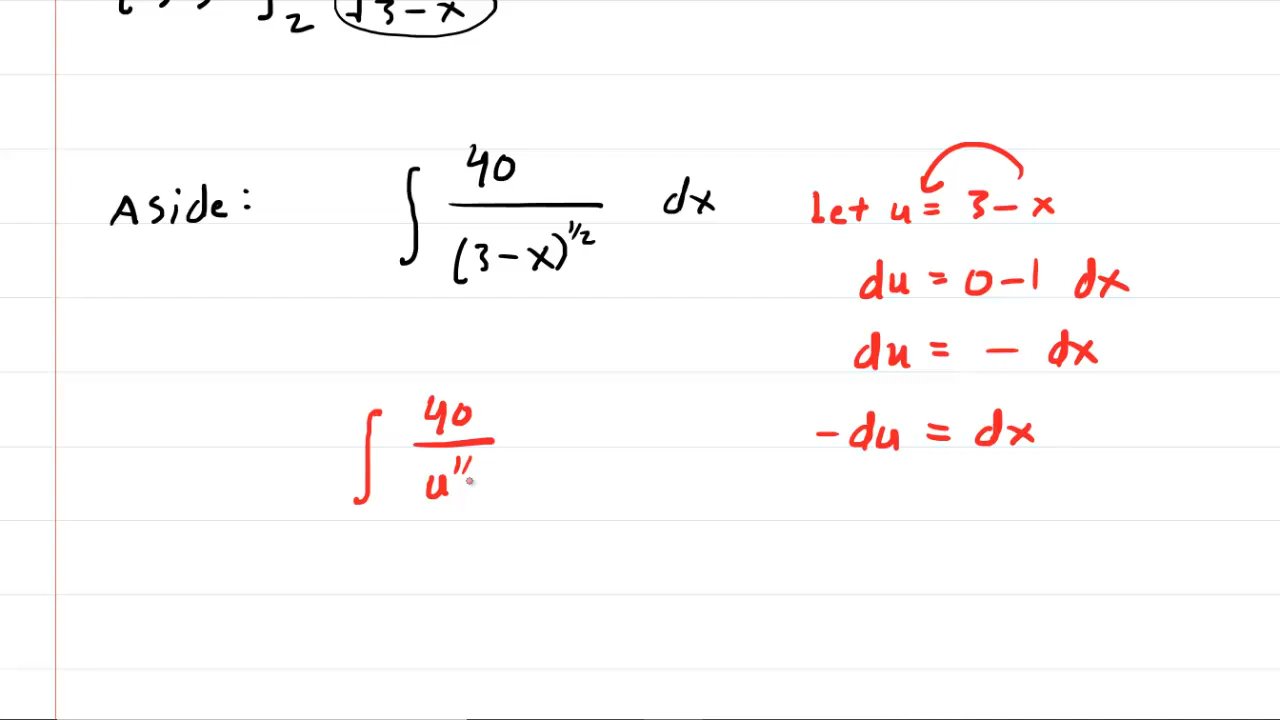 ∫₂ √3-x
Aside: ∫ 40/(3-x)^1/2 dx
Let u = 3-x
du = 0-1 dx
du = - dx
-du = dx
∫ 40/u^1/